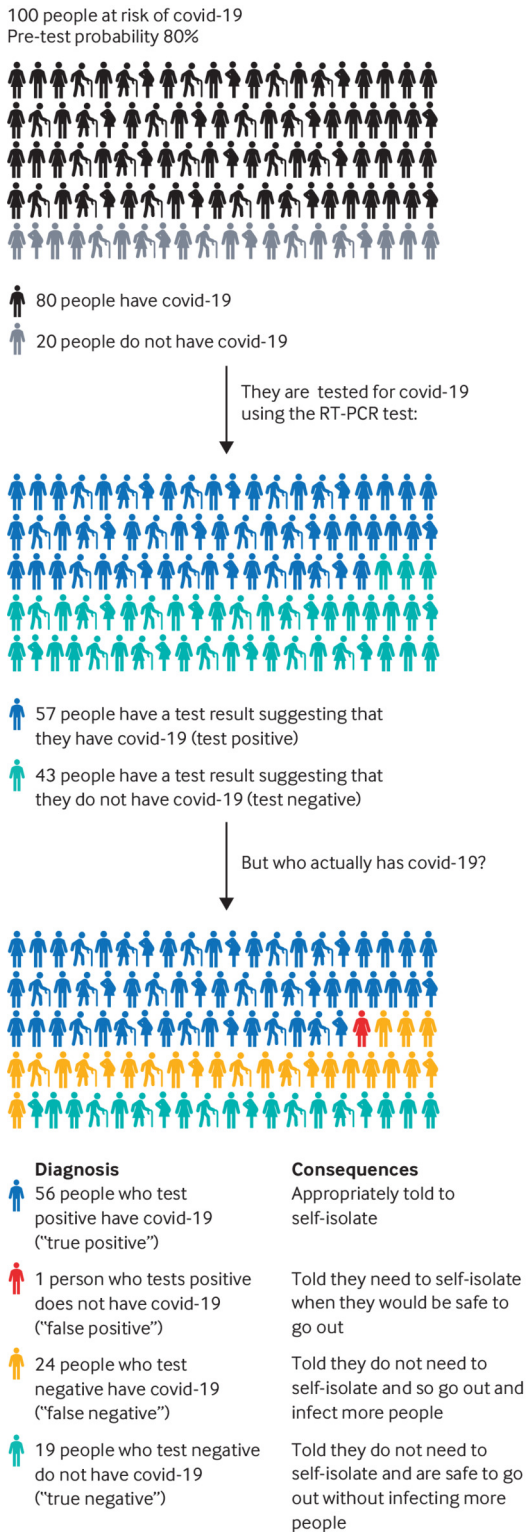 100 people at risk of covid-19
Pre-test probability 80%
80 people have covid-19
20 people do not have covid-19
They are tested for covid-19
using the RT-PCR test:
57 people have a test result suggesting that
they have covid-19 (test positive)
43 people have a test result suggesting that
they do not have covid-19 (test negative)
But who actually has covid-19?
Diagnosis
56 people who test
positive have covid-19
("true positive")
Consequences
Appropriately told to
self-isolate
1 person who tests positive
does not have covid-19
("false positive")
Told they need to self-isolate
when they would be safe to
go out
24 people who test
negative have covid-19
("false negative")
Told they do not need to
self-isolate and so go out and
infect more people
19 people who test negative
do not have covid-19
("true negative")
Told they do not need to
self-isolate and are safe to go
out without infecting more
people